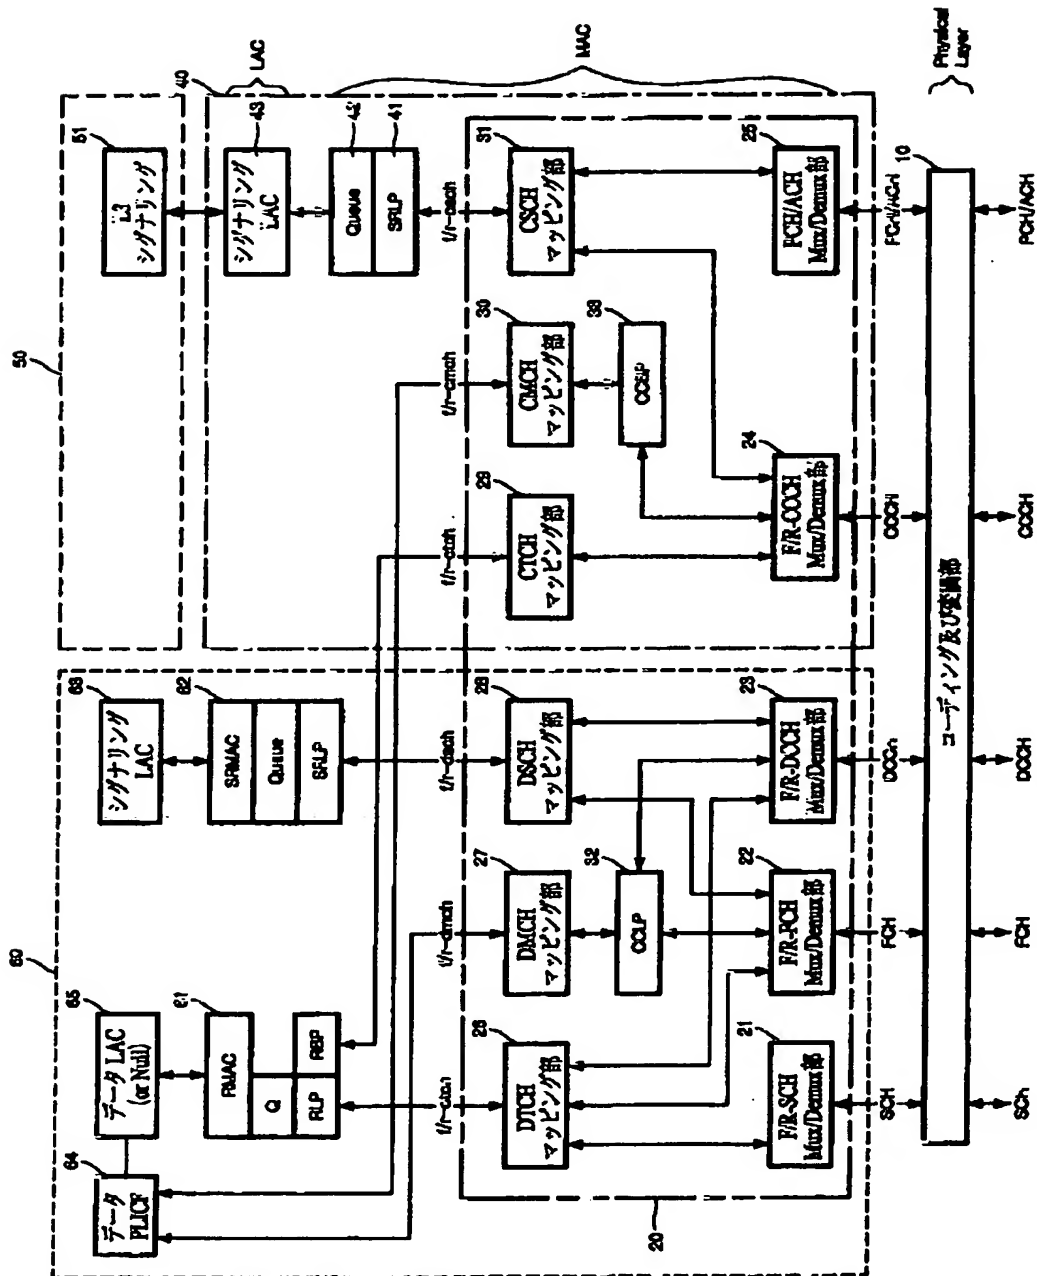 50
60
40
LAC
MAC
Physical
Layer
64
データ
PLICF
65
データ LAC
(or Null)
61
RMAC
Q
RLP
RBP
63
シグナリング
LAC
62
SRMAC
Queue
SRLP
51
L3
シグナリング
43
シグナリング
LAC
42
Queue
41
SRLP
f/r-dtch
f/r-dmch
f/r-dsch
f/r-ctch
f/r-cmch
f/r-csch
26
DTCH
マッピング部
27
DMCH
マッピング部
28
DSCH
マッピング部
29
CTCH
マッピング部
30
CMCH
マッピング部
31
CSCH
マッピング部
32
CCLP
33
21
F/R-SCH
Mux/Demux部
22
F/R-FCH
Mux/Demux部
23
F/R-DCCH
Mux/Demux部
24
F/R-CCCH
Mux/Demux部
25
PCH/ACH
Mux/Demux部
20
SCH
FCH
DCCH
CCCH
PCH/ACH
10
コーディング及び変調部
SCH
FCH
DCCH
CCCH
PCH/ACH